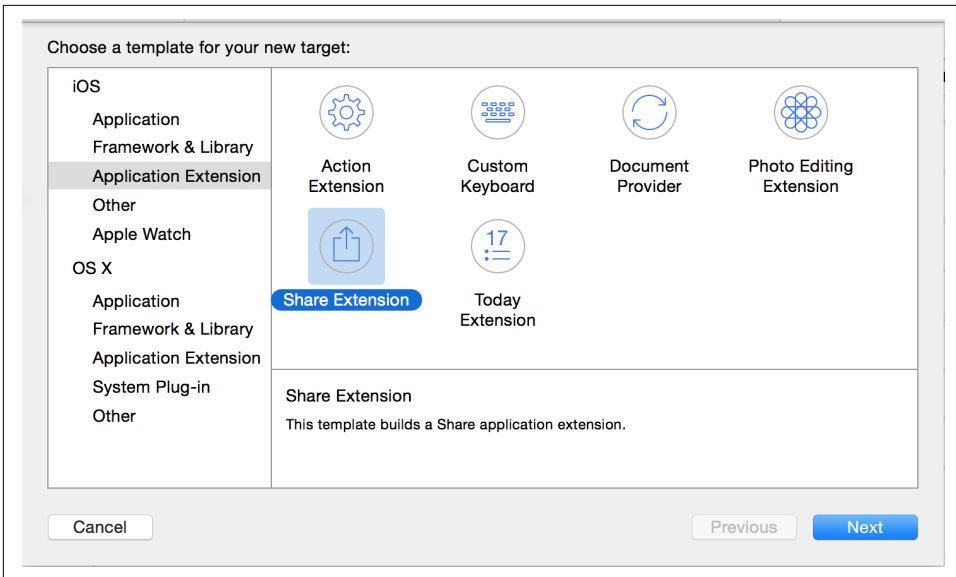 Choose a template for your new target:
iOS
Application
Framework & Library
Application Extension
Other
Apple Watch
OS X
Application
Framework & Library
Application Extension
System Plug-in
Other
Action
Extension
Custom
Keyboard
Document
Provider
Photo Editing
Extension
Share Extension
17
Today
Extension
Share Extension
This template builds a Share application extension.
Cancel
Previous
Next